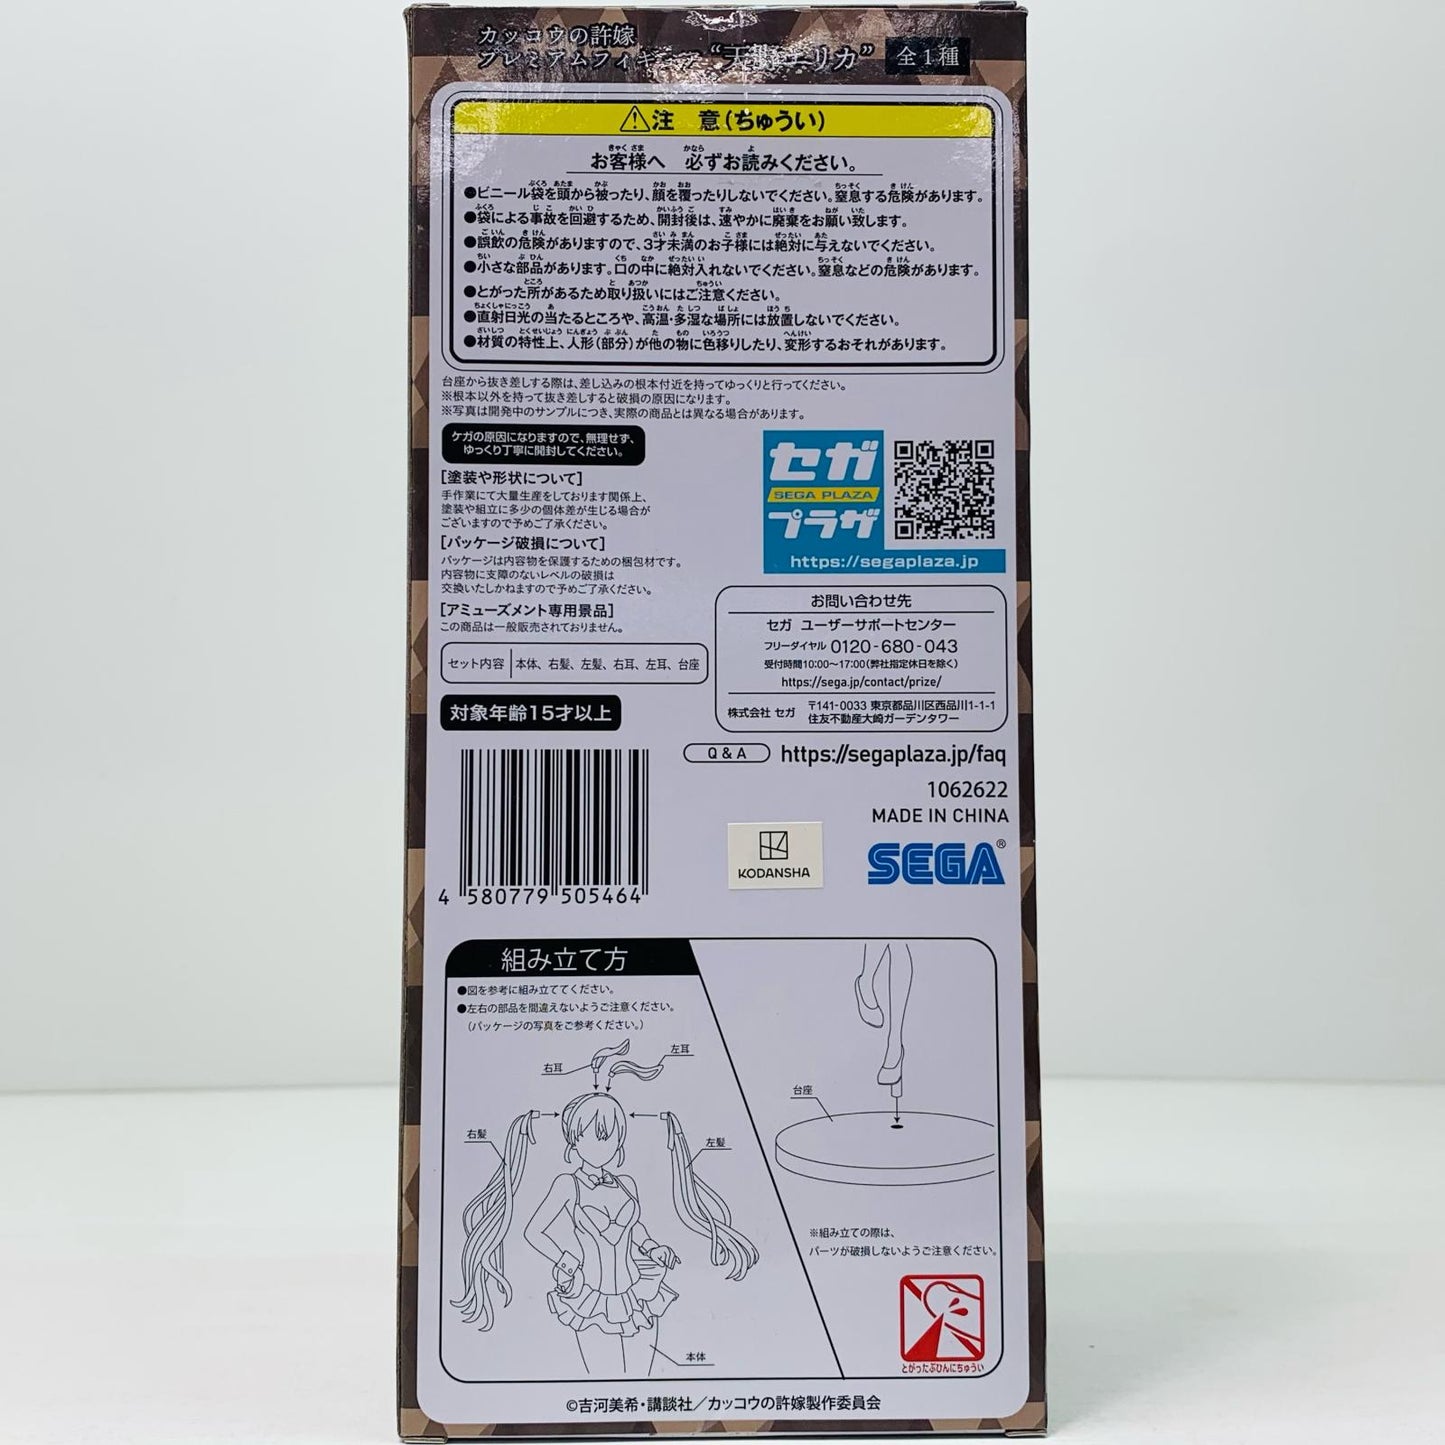 カッコウの許嫁
プレミアムフィギュア“天野エリカ” 全1種
⚠注 意(ちゅうい)
お客様へ 必ずお読みください。
●ビニール袋を頭から被ったり、顔を覆ったりしないでください。窒息する危険があります。
●袋による事故を回避するため、開封後は、速やかに廃棄をお願い致します。
●誤飲の危険がありますので、3才未満のお子様には絶対に与えないでください。
●小さな部品があります。口の中に絶対入れないでください。窒息などの危険があります。
●とがった所があるため取り扱いにはご注意ください。
●直射日光の当たるところや、高温・多湿な場所には放置しないでください。
●材質の特性上、人形(部分)が他の物に色移りしたり、変形するおそれがあります。
台座から抜き差しする際は、差し込みの根本付近を持ってゆっくりと行ってください。
※根本以外を持って抜き差しすると破損の原因になります。
※写真は開発中のサンプルにつき、実際の商品とは異なる場合があります。
ケガの原因になりますので、無理せず、
ゆっくり丁寧に開封してください。
[塗装や形状について]
手作業にて大量生産をしております関係上、
塗装や組立に多少の個体差が生じる場合が
ございますので予めご了承ください。
[パッケージ破損について]
パッケージは内容物を保護するための梱包材です。
内容物に支障のないレベルの破損は
交換いたしかねますので予めご了承ください。
[アミューズメント専用景品]
この商品は一般販売されておりません。
セット内容 本体、右髪、左髪、右耳、左耳、台座
対象年齢15才以上
セガ
SEGA PLAZA
プラザ
https://segaplaza.jp
お問い合わせ先
セガ ユーザーサポートセンター
フリーダイヤル 0120-680-043
受付時間10:00〜17:00(弊社指定休日を除く)
https://sega.jp/contact/prize/
株式会社 セガ 〒141-0033 東京都品川区西品川1-1-1
住友不動産大崎ガーデンタワー
Q & A https://segaplaza.jp/faq
1062622
MADE IN CHINA
KODANSHA
SEGA®
4 580779 505464
組み立て方
●図を参考に組み立ててください。
●左右の部品を間違えないようご注意ください。
(パッケージの写真をご参考ください。)
右耳
左耳
右髪
左髪
本体
台座
※組み立ての際は、
パーツが破損しないようご注意ください。
とがったぶひんにちゅうい
©吉河美希・講談社／カッコウの許嫁製作委員会